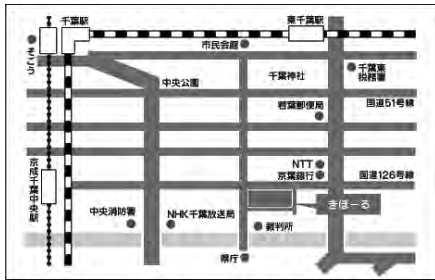 千葉駅
東千葉駅
そごう
市民会館
中央公園
千葉神社
千葉東
税務署
若葉郵便局
国道51号線
京成千葉中央駅
NTT
京葉銀行
国道126号線
きぼーる
中央消防署
NHK千葉放送局
裁判所
県庁